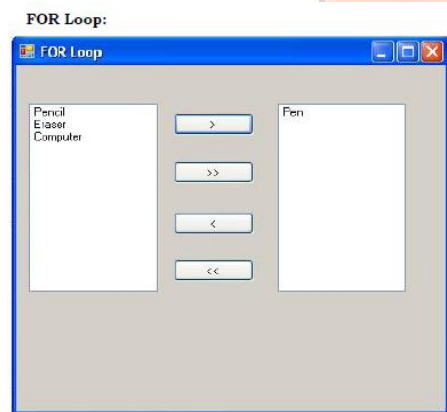 FOR Loop:
FOR Loop
Pencil
Eraser
Computer
>
>>
<
<<
Pen